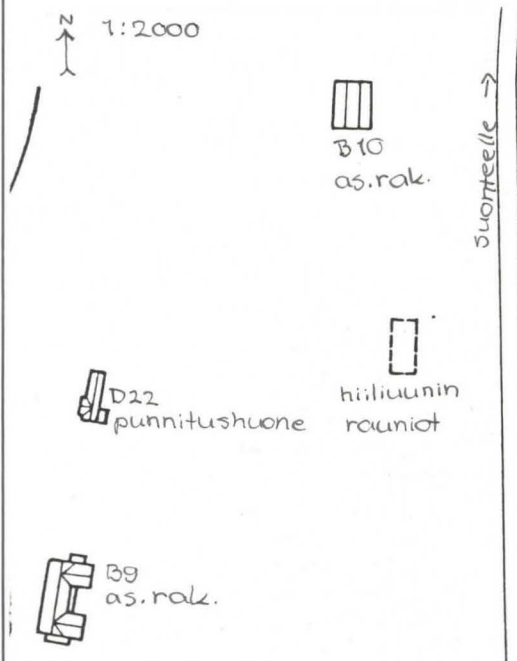 N
1:2000
B10
as.rak.
suonteelle →
D22
punnitushuone
hiiliuunin
rauniot
B9
as.rak.